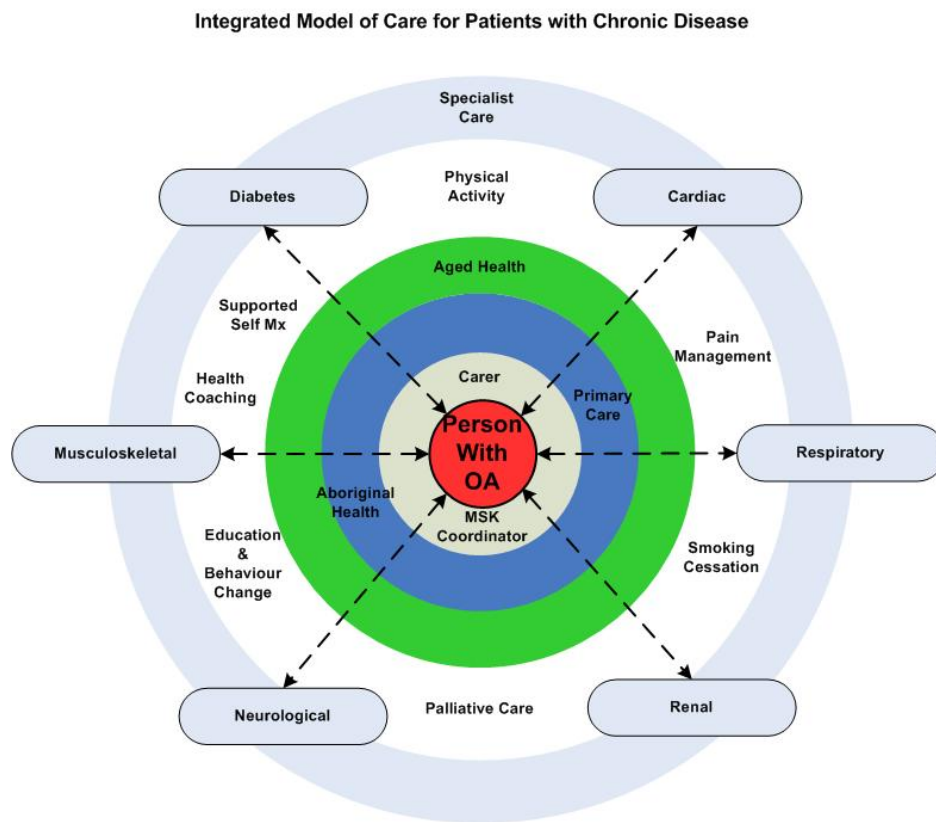 Integrated Model of Care for Patients with Chronic Disease
Specialist
Care
Physical
Activity
Diabetes
Cardiac
Aged Health
Supported
Self Mx
Pain
Management
Health
Coaching
Carer
Primary
Care
Person
With
OA
Musculoskeletal
Respiratory
Aboriginal
Health
MSK
Coordinator
Education
&
Behaviour
Change
Smoking
Cessation
Neurological
Palliative Care
Renal